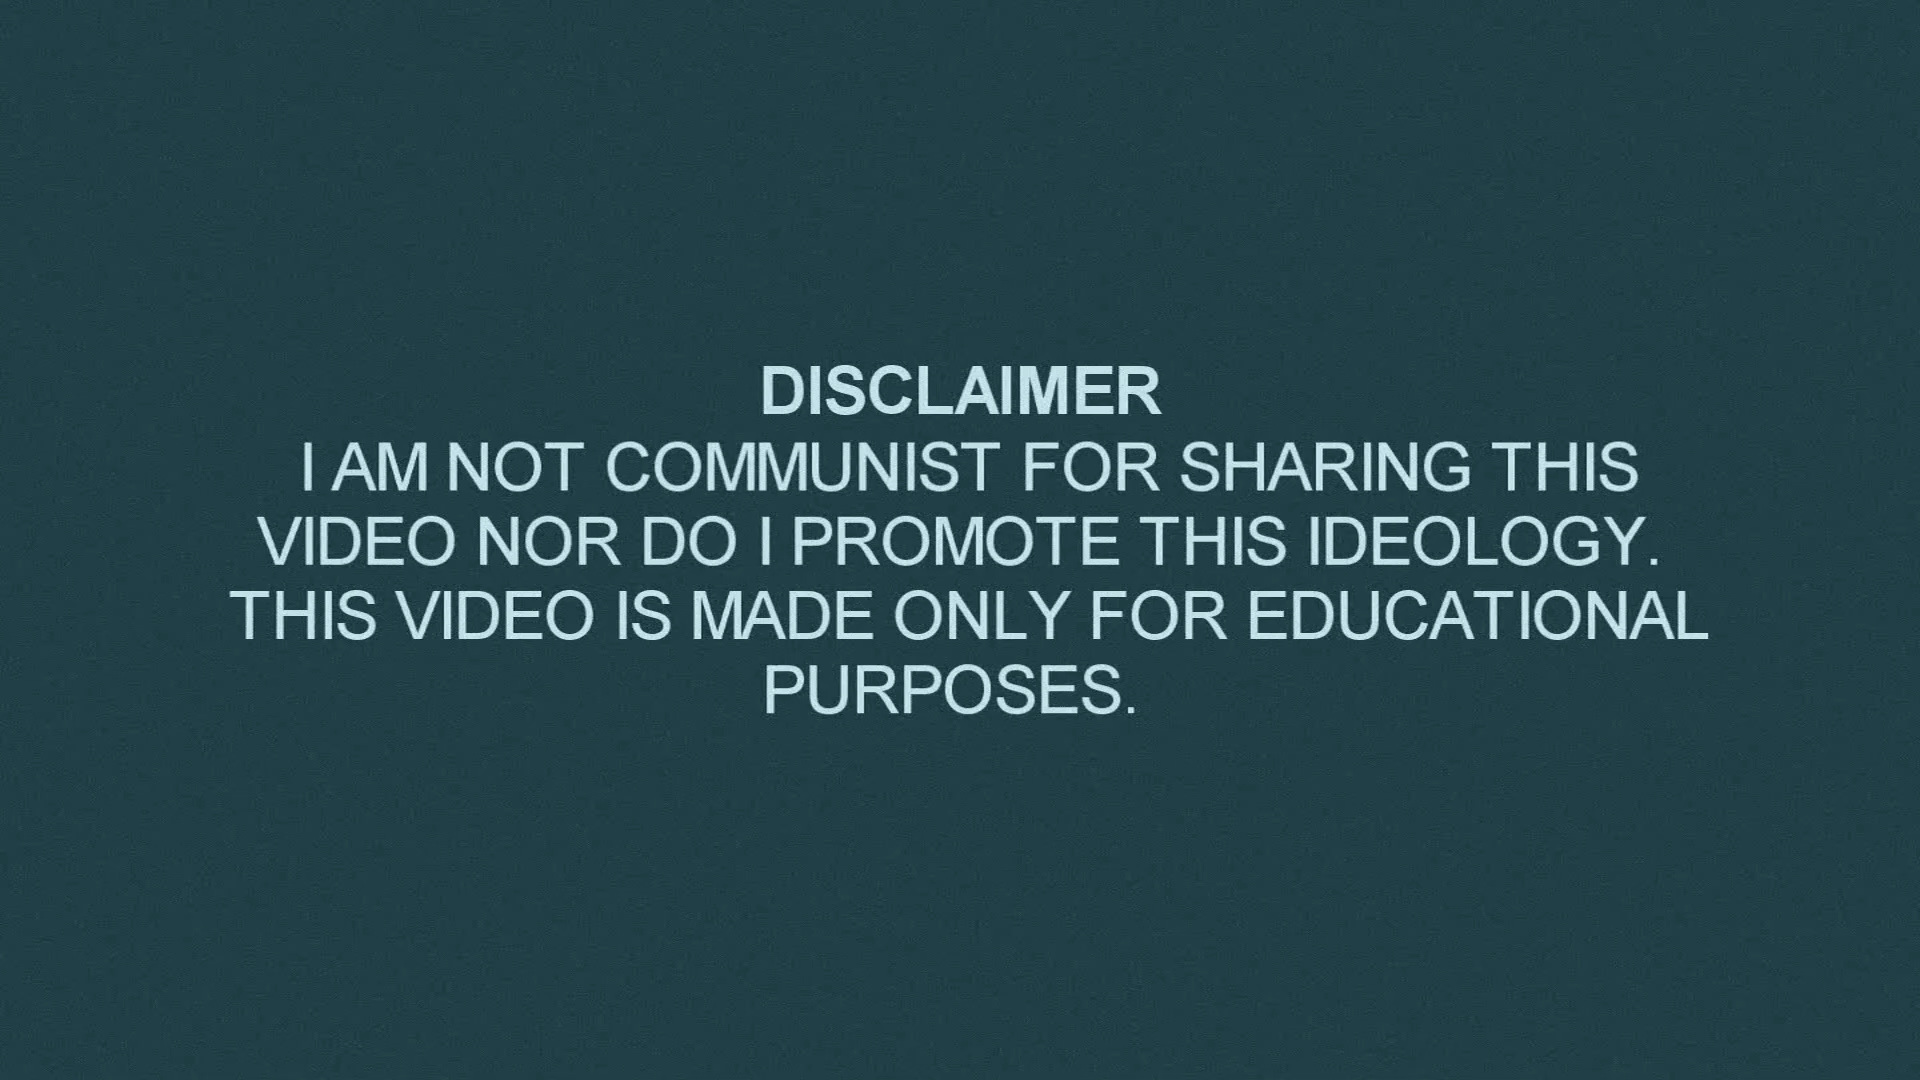 DISCLAIMER
I AM NOT COMMUNIST FOR SHARING THIS
VIDEO NOR DO I PROMOTE THIS IDEOLOGY.
THIS VIDEO IS MADE ONLY FOR EDUCATIONAL
PURPOSES.